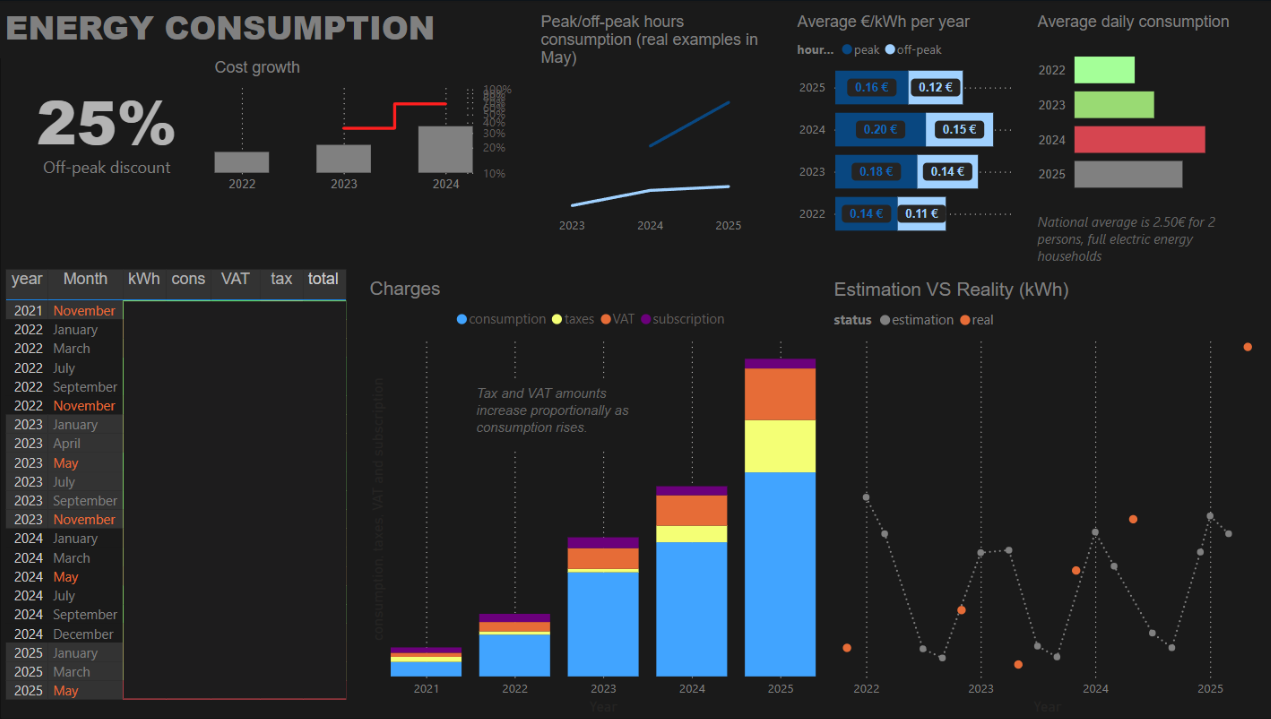 ENERGY CONSUMPTION
25%
Off-peak discount
Cost growth
100%
40%
30%
20%
10%
2022 2023 2024
Peak/off-peak hours
consumption (real examples in
May)
2023 2024 2025
Average €/kWh per year
hour... peak off-peak
2025 0.16 € 0.12 €
2024 0.20 € 0.15 €
2023 0.18 € 0.14 €
2022 0.14 € 0.11 €
Average daily consumption
2022
2023
2024
2025
National average is 2.50€ for 2
persons, full electric energy
households
year Month kWh cons VAT tax total
2021 November
2022 January
2022 March
2022 July
2022 September
2022 November
2023 January
2023 April
2023 May
2023 July
2023 September
2023 November
2024 January
2024 March
2024 May
2024 July
2024 September
2024 December
2025 January
2025 March
2025 May
Charges
consumption taxes VAT subscription
Tax and VAT amounts
increase proportionally as
consumption rises.
consumption, taxes, VAT and subscription
2021 2022 2023 2024 2025
Year
Estimation VS Reality (kWh)
status estimation real
2022 2023 2024 2025
Year